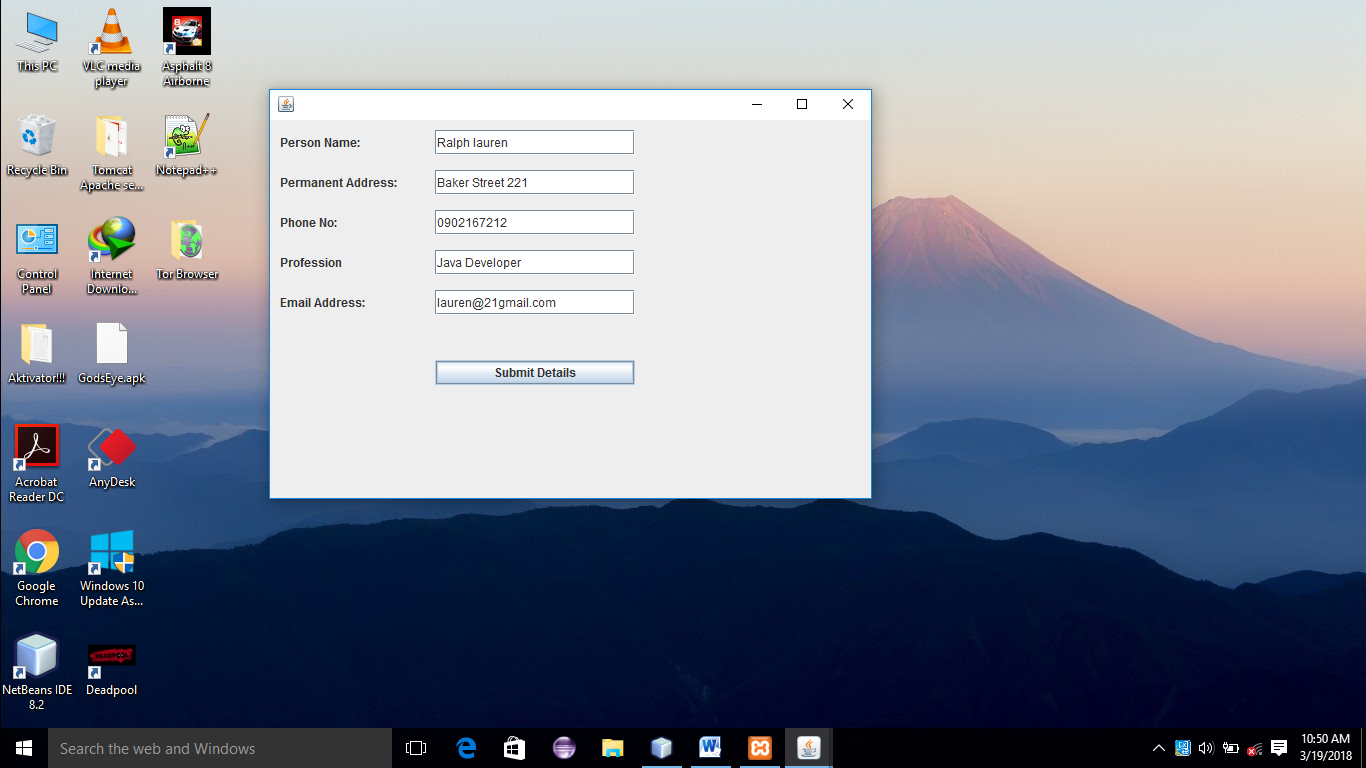 This PC
VLC media
player
Asphalt 8
Airborne
Recycle Bin
Tomcat
Apache se...
Notepad++
Control
Panel
Internet
Downlo...
Tor Browser
Aktivator!!!
GodsEye.apk
Acrobat
Reader DC
AnyDesk
Google
Chrome
Windows 10
Update As...
NetBeans IDE
8.2
Deadpool
Person Name:
Ralph lauren
Permanent Address:
Baker Street 221
Phone No:
0902167212
Profession
Java Developer
Email Address:
lauren@21gmail.com
Submit Details
Search the web and Windows
10:50 AM
3/19/2018